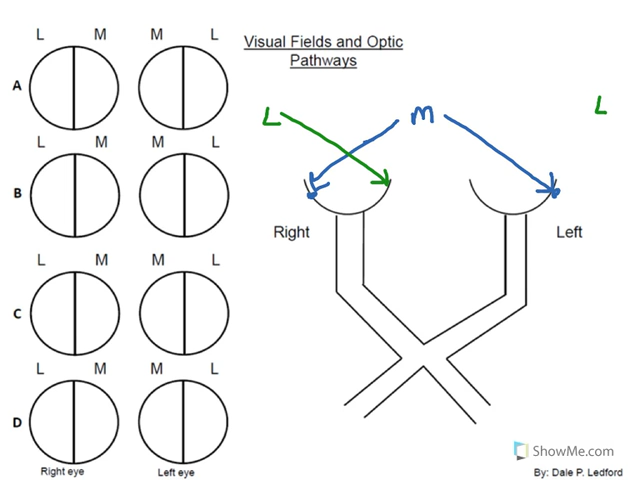 L M M L
Visual Fields and Optic
Pathways
A
L M L
L M M L
B
Right Left
L M M L
C
L M M L
D
ShowMe.com
Right eye Left eye
By: Dale P. Ledford